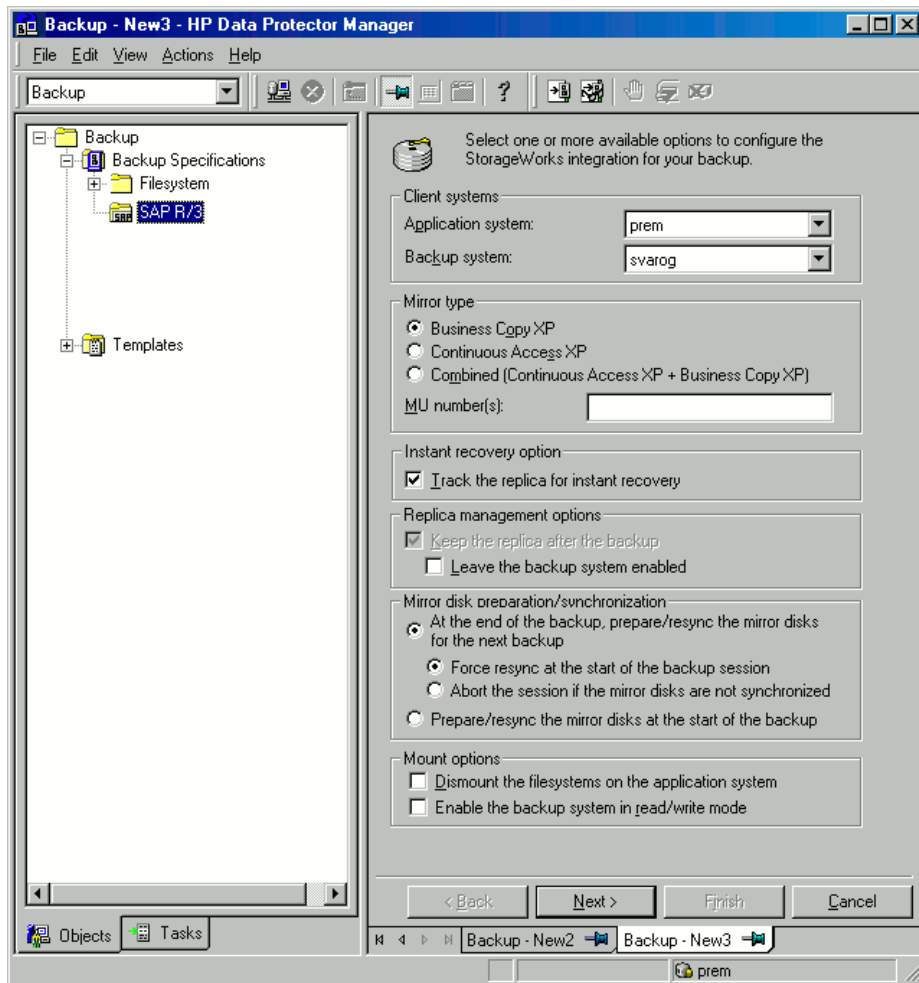 Backup - New3 - HP Data Protector Manager
File Edit View Actions Help
Backup
Backup
Backup Specifications
Filesystem
SAP R/3
Templates
Objects
Tasks
Select one or more available options to configure the
StorageWorks integration for your backup.
Client systems
Application system:
prem
Backup system:
svarog
Mirror type
Business Copy XP
Continuous Access XP
Combined (Continuous Access XP + Business Copy XP)
MU number(s):
Instant recovery option
Track the replica for instant recovery
Replica management options
Keep the replica after the backup
Leave the backup system enabled
Mirror disk preparation/synchronization
At the end of the backup, prepare/resync the mirror disks
for the next backup
Force resync at the start of the backup session
Abort the session if the mirror disks are not synchronized
Prepare/resync the mirror disks at the start of the backup
Mount options
Dismount the filesystems on the application system
Enable the backup system in read/write mode
< Back
Next >
Finish
Cancel
Backup - New2
Backup - New3
prem